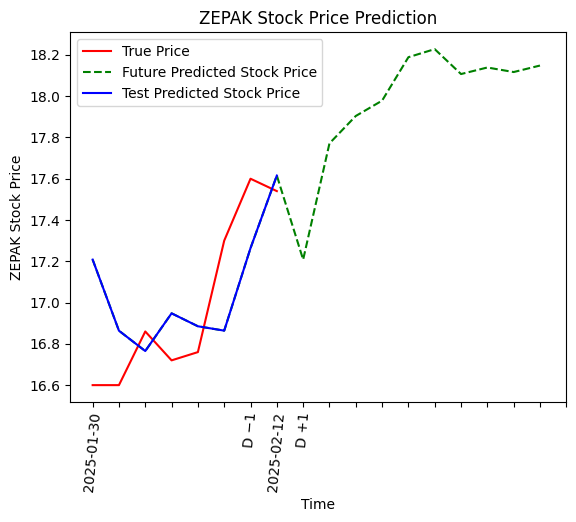 ZEPAK Stock Price Prediction
True Price
Future Predicted Stock Price
Test Predicted Stock Price
ZEPAK Stock Price
18.2
18.0
17.8
17.6
17.4
17.2
17.0
16.8
16.6
2025-01-30
D −1
2025-02-12
D +1
Time